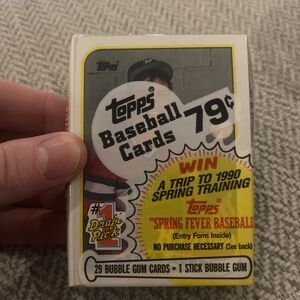 Topps
Topps®
Baseball
Cards
79¢
WIN
A TRIP TO 1990
SPRING TRAINING
Topps
"SPRING FEVER BASEBALL
(Entry Form Inside)
NO PURCHASE NECESSARY (See back)
#1
Draft
Pick
29 BUBBLE GUM CARDS • 1 STICK BUBBLE GUM